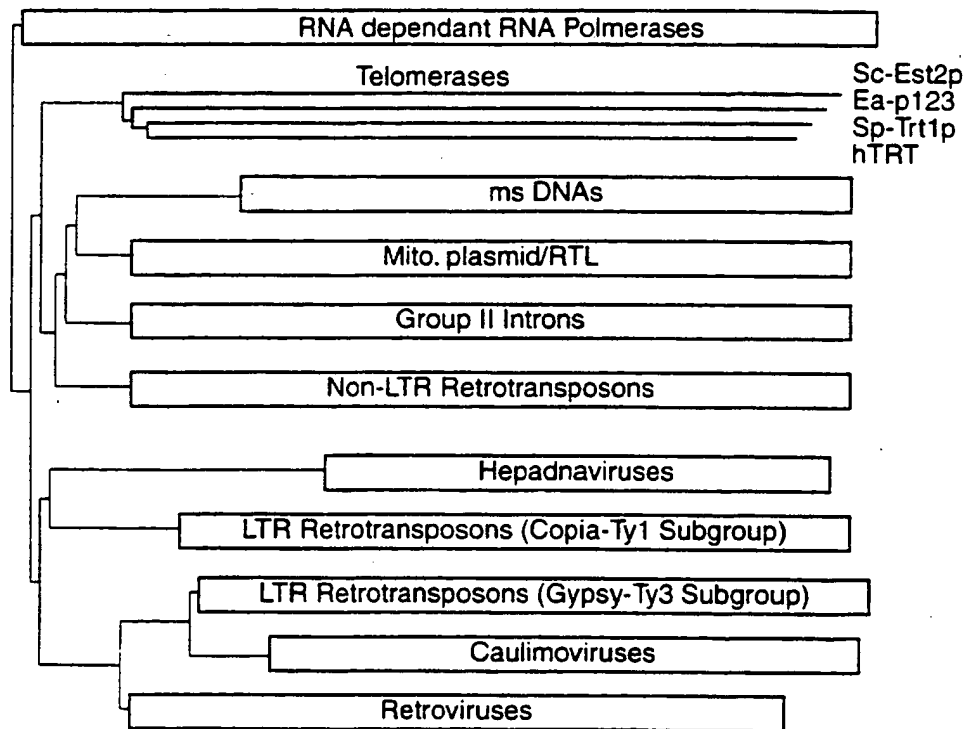 RNA dependant RNA Polmerases
Telomerases
Sc-Est2p
Ea-p123
Sp-Trt1p
hTRT
ms DNAs
Mito. plasmid/RTL
Group II Introns
Non-LTR Retrotransposons
Hepadnaviruses
LTR Retrotransposons (Copia-Ty1 Subgroup)
LTR Retrotransposons (Gypsy-Ty3 Subgroup)
Caulimoviruses
Retroviruses